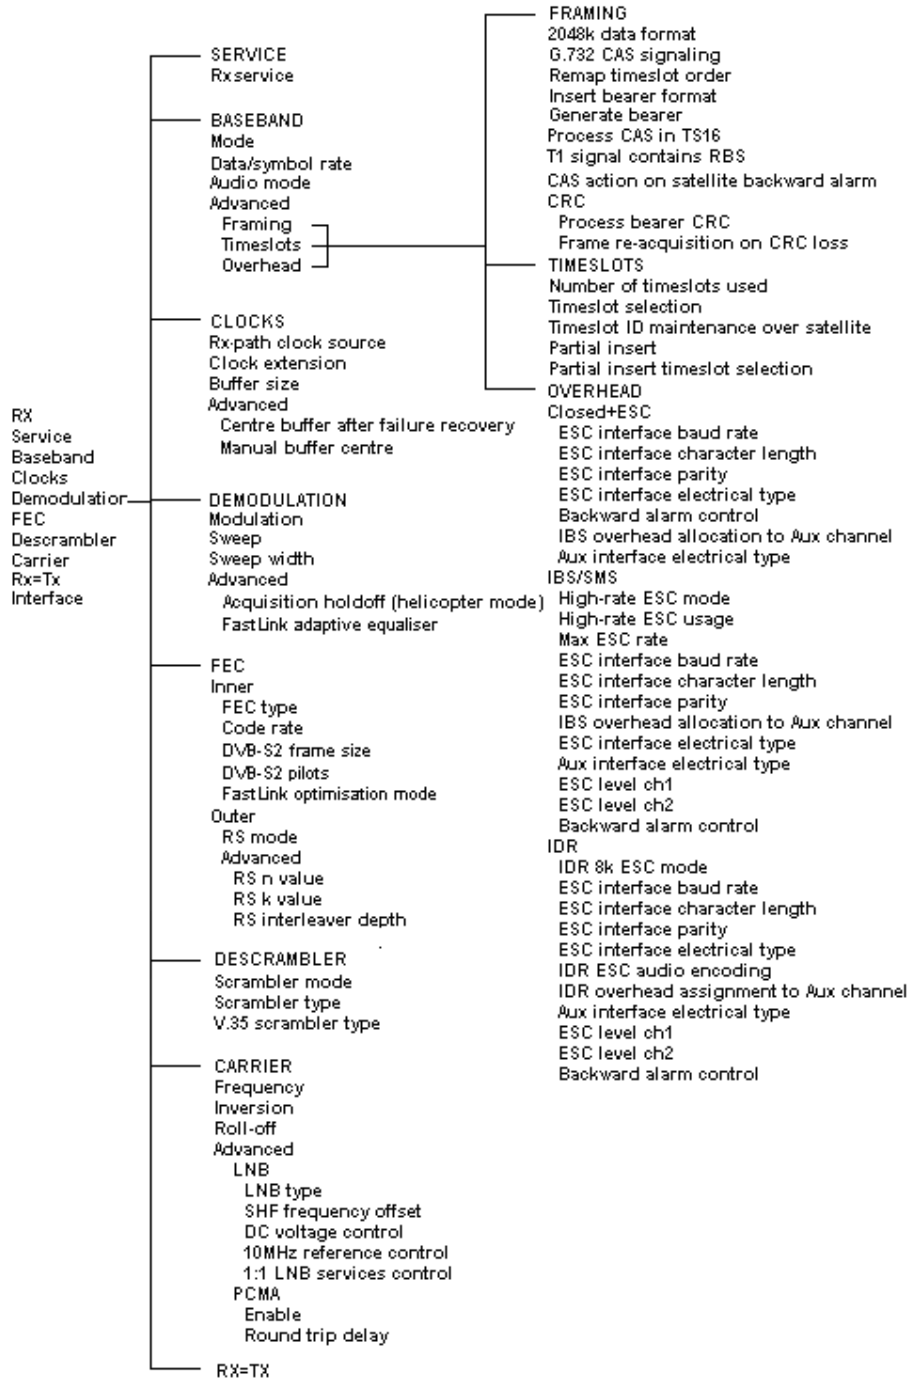 RX
Service
Baseband
Clocks
Demodulation
FEC
Descrambler
Carrier
Rx=Tx
Interface
SERVICE
Rx service
BASEBAND
Mode
Data/symbol rate
Audio mode
Advanced
Framing
Timeslots
Overhead
CLOCKS
Rx-path clock source
Clock extension
Buffer size
Advanced
Centre buffer after failure recovery
Manual buffer centre
DEMODULATION
Modulation
Sweep
Sweep width
Advanced
Acquisition holdoff (helicopter mode)
FastLink adaptive equaliser
FEC
Inner
FEC type
Code rate
DVB-S2 frame size
DVB-S2 pilots
FastLink optimisation mode
Outer
RS mode
Advanced
RS n value
RS k value
RS interleaver depth
DESCRAMBLER
Scrambler mode
Scrambler type
V.35 scrambler type
CARRIER
Frequency
Inversion
Roll-off
Advanced
LNB
LNB type
SHF frequency offset
DC voltage control
10MHz reference control
1:1 LNB services control
PCMA
Enable
Round trip delay
RX=TX
FRAMING
2048k data format
G.732 CAS signaling
Remap timeslot order
Insert bearer format
Generate bearer
Process CAS in TS16
T1 signal contains RBS
CAS action on satellite backward alarm
CRC
Process bearer CRC
Frame re-acquisition on CRC loss
TIMESLOTS
Number of timeslots used
Timeslot selection
Timeslot ID maintenance over satellite
Partial insert
Partial insert timeslot selection
OVERHEAD
Closed+ESC
ESC interface baud rate
ESC interface character length
ESC interface parity
ESC interface electrical type
Backward alarm control
IBS overhead allocation to Aux channel
Aux interface electrical type
IBS/SMS
High-rate ESC mode
High-rate ESC usage
Max ESC rate
ESC interface baud rate
ESC interface character length
ESC interface parity
IBS overhead allocation to Aux channel
ESC interface electrical type
Aux interface electrical type
ESC level ch1
ESC level ch2
Backward alarm control
IDR
IDR 8k ESC mode
ESC interface baud rate
ESC interface character length
ESC interface parity
ESC interface electrical type
IDR ESC audio encoding
IDR overhead assignment to Aux channel
Aux interface electrical type
ESC level ch1
ESC level ch2
Backward alarm control